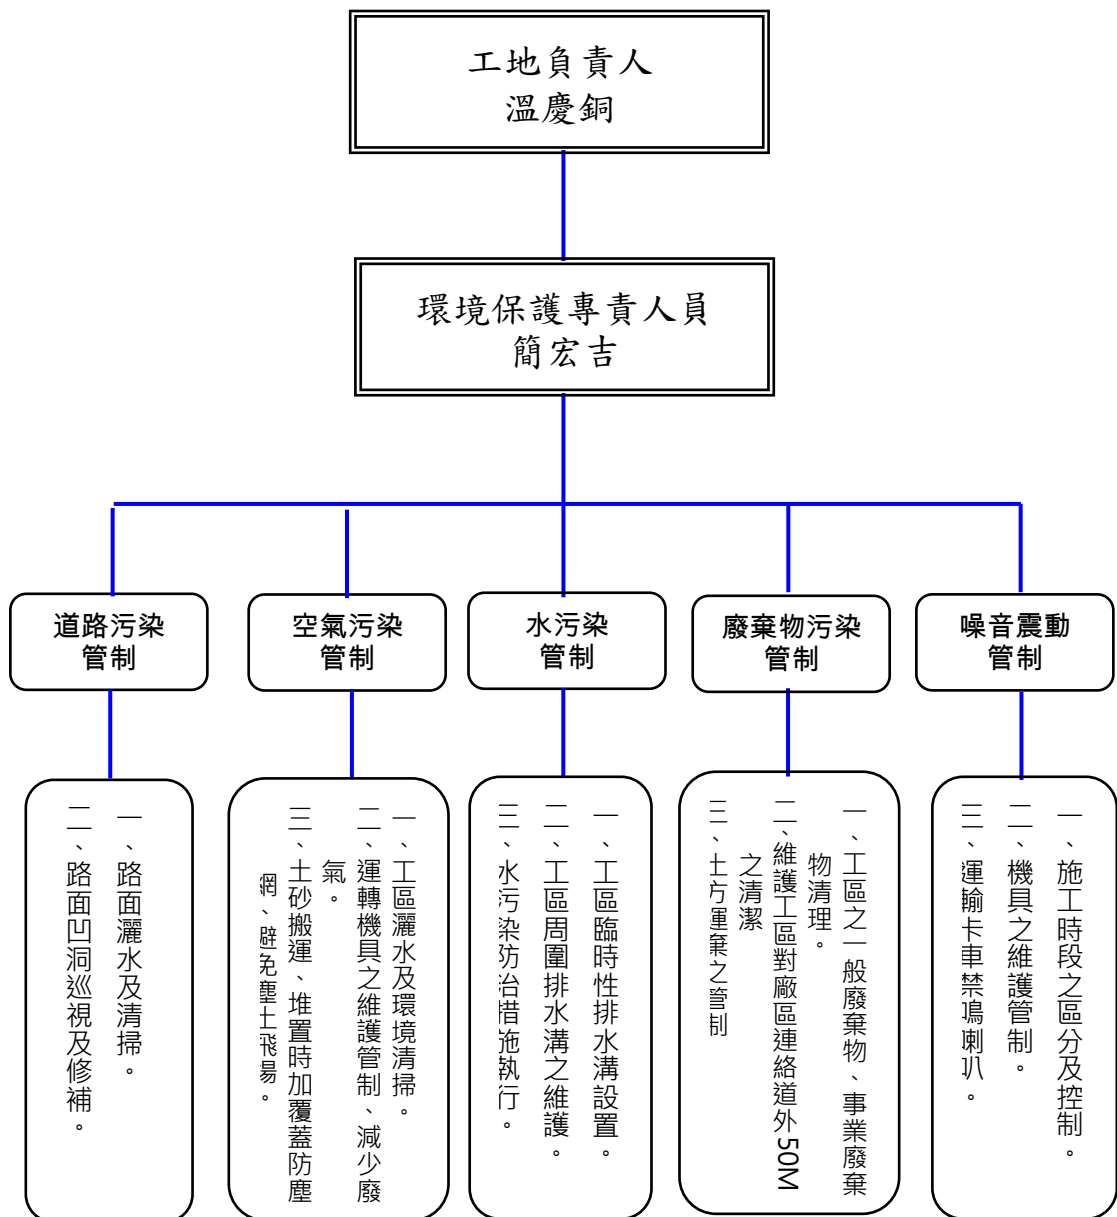 工地負責人
溫慶銅
環境保護專責人員
簡宏吉
道路污染
管制
空氣污染
管制
水污染
管制
廢棄物污染
管制
噪音震動
管制
一、路面灑水及清掃。
二、路面凹洞巡視及修補。
一、工區灑水及環境清掃。
二、運轉機具之維護管制、減少廢
氣。
三、土砂搬運、堆置時加覆蓋防塵
網、避免塵土飛揚。
一、工區臨時性排水溝設置。
二、工區周圍排水溝之維護。
三、水污染防治措施執行。
一、工區之一般廢棄物、事業廢棄
物清理。
二、維護工區對廠區連絡道外50M
之清潔
三、土方運棄之管制
一、施工時段之區分及控制。
二、機具之維護管制。
三、運輸卡車禁鳴喇叭。